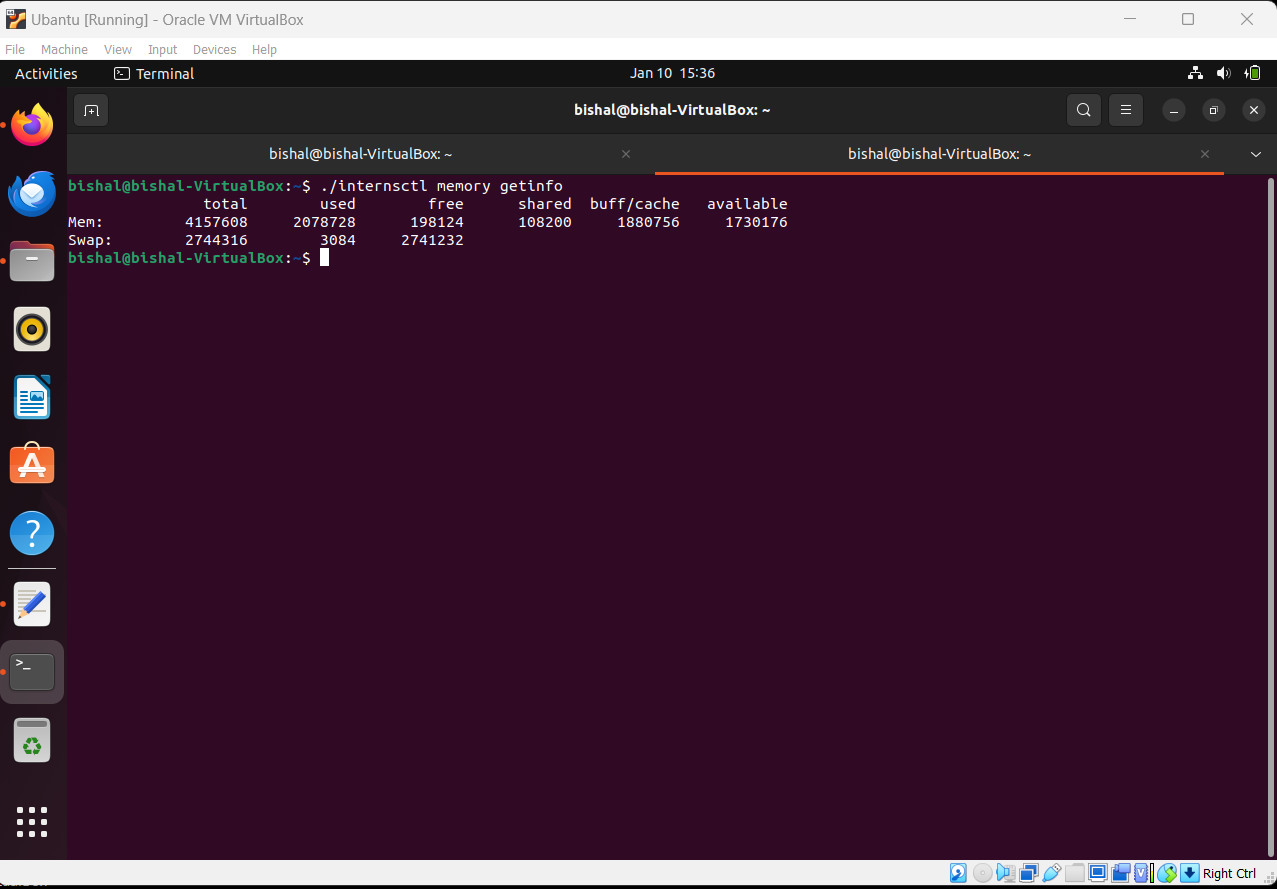 Ubantu [Running] - Oracle VM VirtualBox
File Machine View Input Devices Help
Activities Terminal Jan 10 15:36
bishal@bishal-VirtualBox: ~
bishal@bishal-VirtualBox: ~ bishal@bishal-VirtualBox: ~
bishal@bishal-VirtualBox:~$ ./internsctl memory getinfo
total used free shared buff/cache available
Mem: 4157608 2078728 198124 108200 1880756 1730176
Swap: 2744316 3084 2741232
bishal@bishal-VirtualBox:~$
Right Ctrl